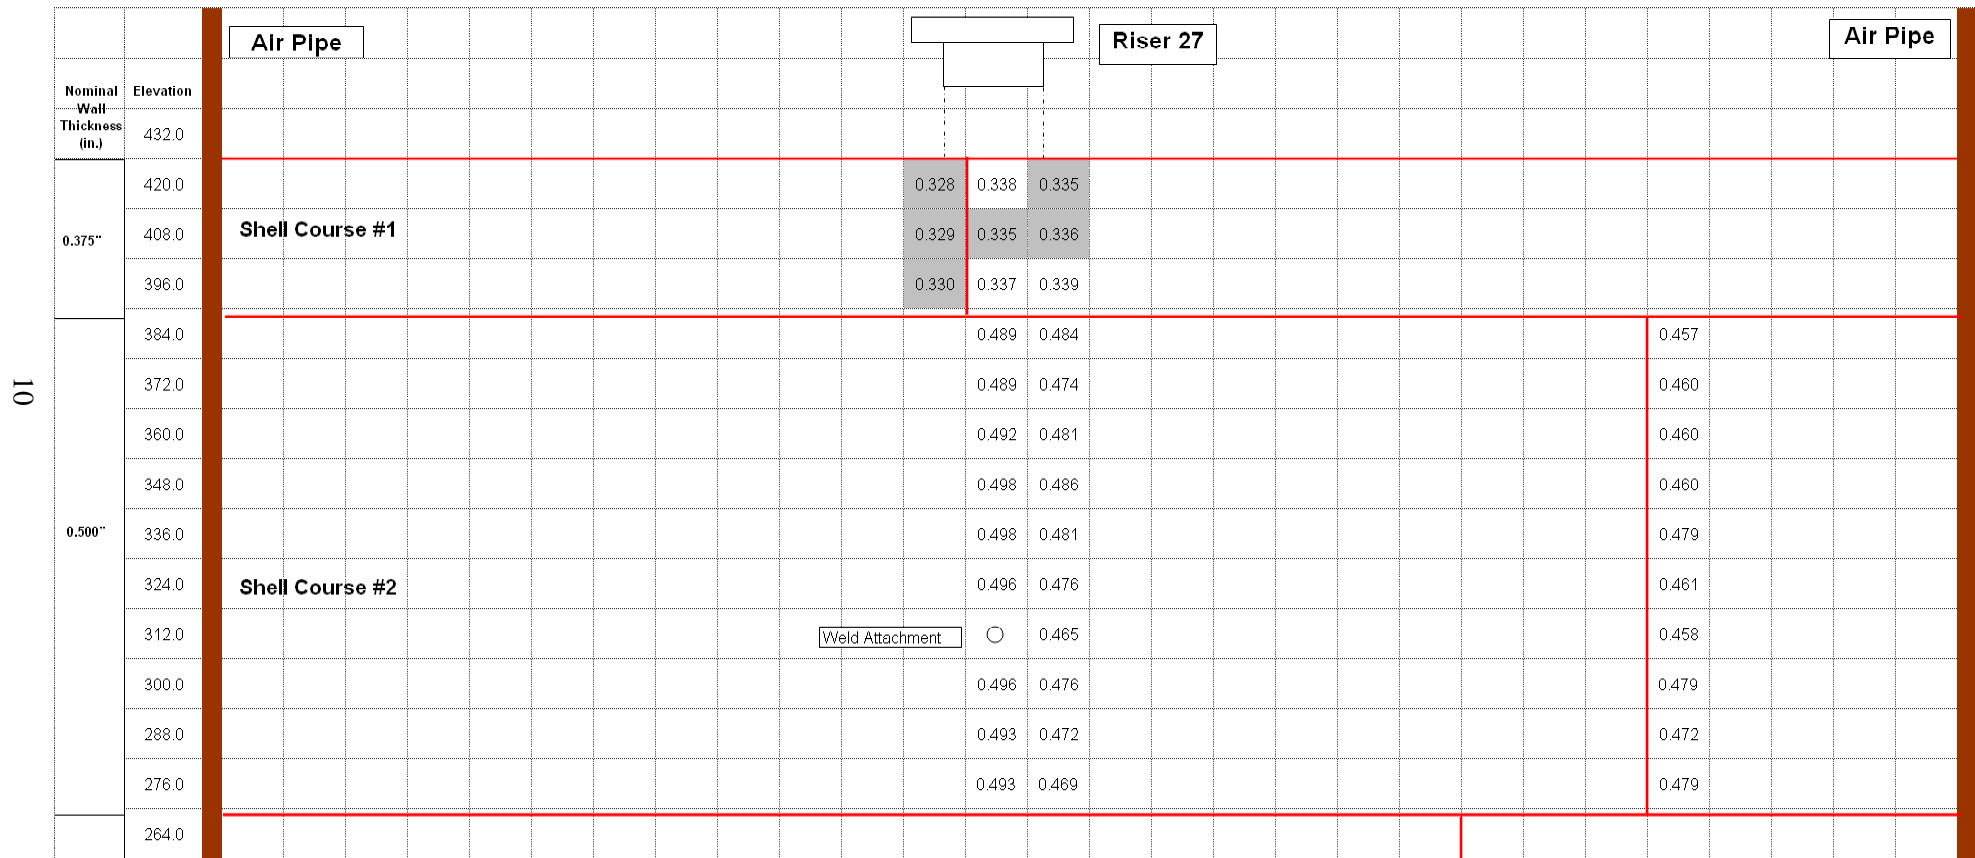 Air Pipe
Riser 27
Air Pipe
Nominal
Wall
Thickness
(in.)
Elevation
432.0
420.0 0.328 0.338 0.335
Shell Course #1
0.375"
408.0 0.329 0.335 0.336
396.0 0.330 0.337 0.339
384.0 0.489 0.484 0.457
372.0 0.489 0.474 0.460
10
360.0 0.492 0.481 0.460
348.0 0.498 0.486 0.460
0.500"
336.0 0.498 0.481 0.479
324.0 0.496 0.476 0.461
Shell Course #2
312.0 Weld Attachment 0.465 0.458
300.0 0.496 0.476 0.479
288.0 0.493 0.472 0.472
276.0 0.493 0.469 0.479
264.0